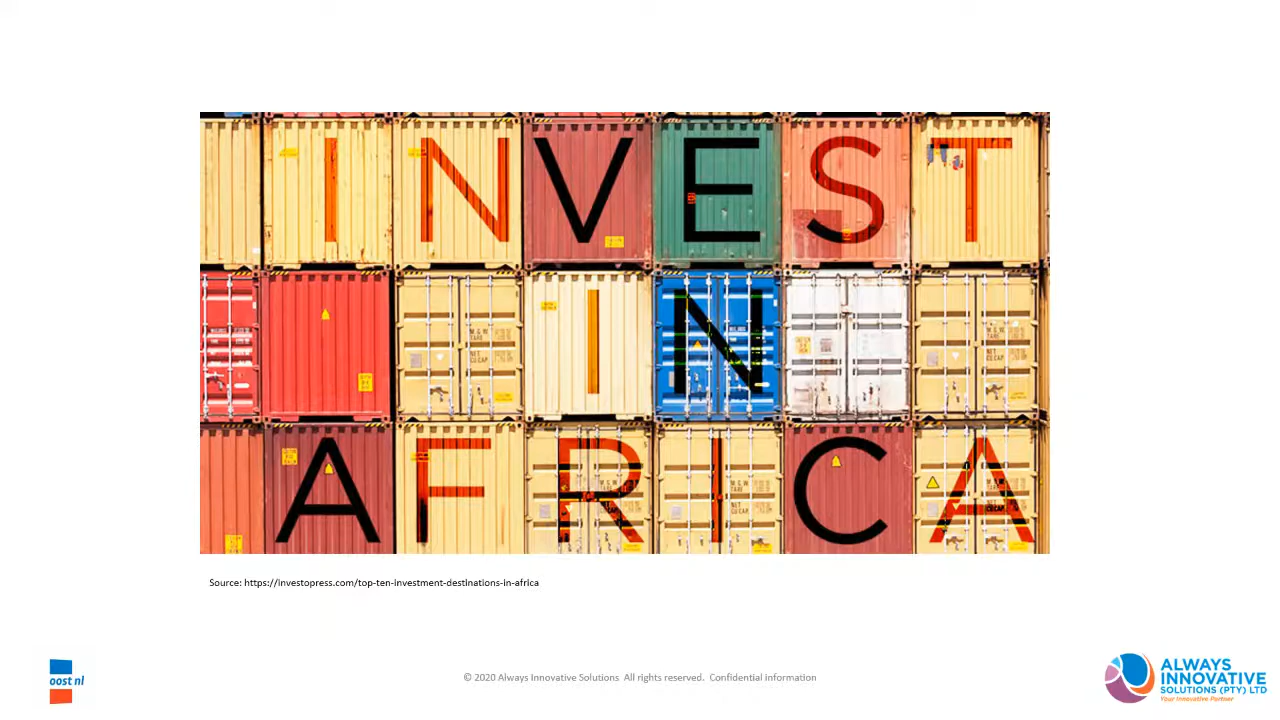 INVEST
IN
AFRICA
Source: https://investopress.com/top-ten-investment-destinations-in-africa
oost nl
© 2020 Always Innovative Solutions All rights reserved. Confidential information
ALWAYS
INNOVATIVE
SOLUTIONS (PTY) LTD
Your Innovative Partner